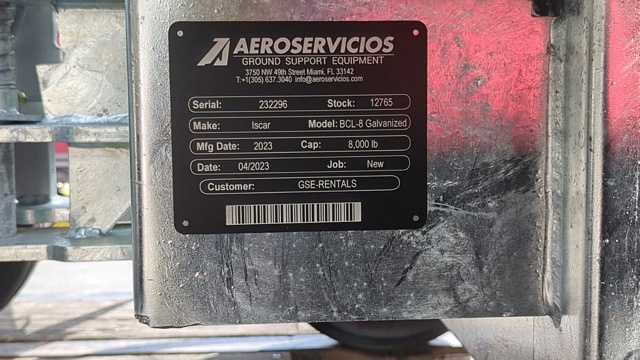 AEROSERVICIOS
GROUND SUPPORT EQUIPMENT
3750 NW 49th Street Miami, FL 33142
T:+1(305) 637.3040 info@aeroservicios.com
Serial: 232296 Stock: 12765
Make: Iscar Model: BCL-8 Galvanized
Mfg Date: 2023 Cap: 8,000 lb
Date: 04/2023 Job: New
Customer: GSE-RENTALS